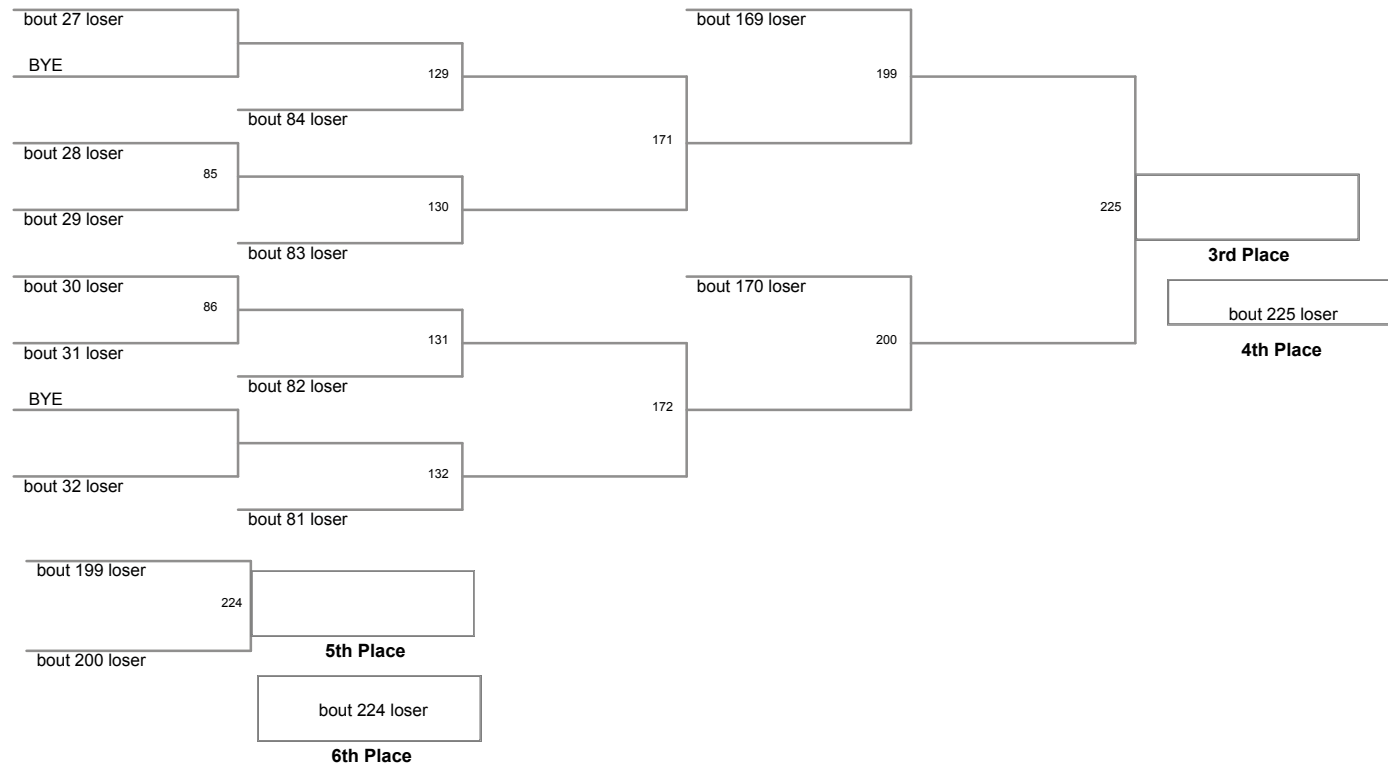 bout 27 loser
BYE
129
bout 84 loser
bout 28 loser
85
bout 29 loser
130
bout 83 loser
171
bout 169 loser
199
bout 30 loser
86
bout 31 loser
131
bout 82 loser
BYE
bout 32 loser
132
bout 81 loser
172
bout 170 loser
200
225
3rd Place
bout 225 loser
4th Place
bout 199 loser
224
bout 200 loser
5th Place
bout 224 loser
6th Place